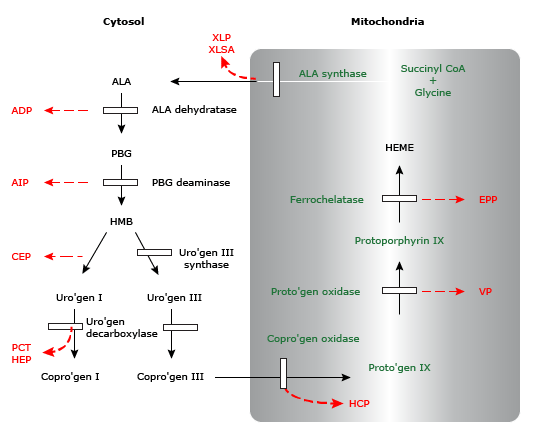 Cytosol
Mitochondria
XLP
XLSA
ALA synthase
Succinyl CoA
+
Glycine
ALA
ADP
ALA dehydratase
PBG
HEME
AIP
PBG deaminase
Ferrochelatase
EPP
HMB
Protoporphyrin IX
CEP
Uro'gen III
synthase
Uro'gen I
Uro'gen III
Proto'gen oxidase
VP
Uro'gen
decarboxylase
PCT
HEP
Copro'gen oxidase
Copro'gen I
Copro'gen III
Proto'gen IX
HCP